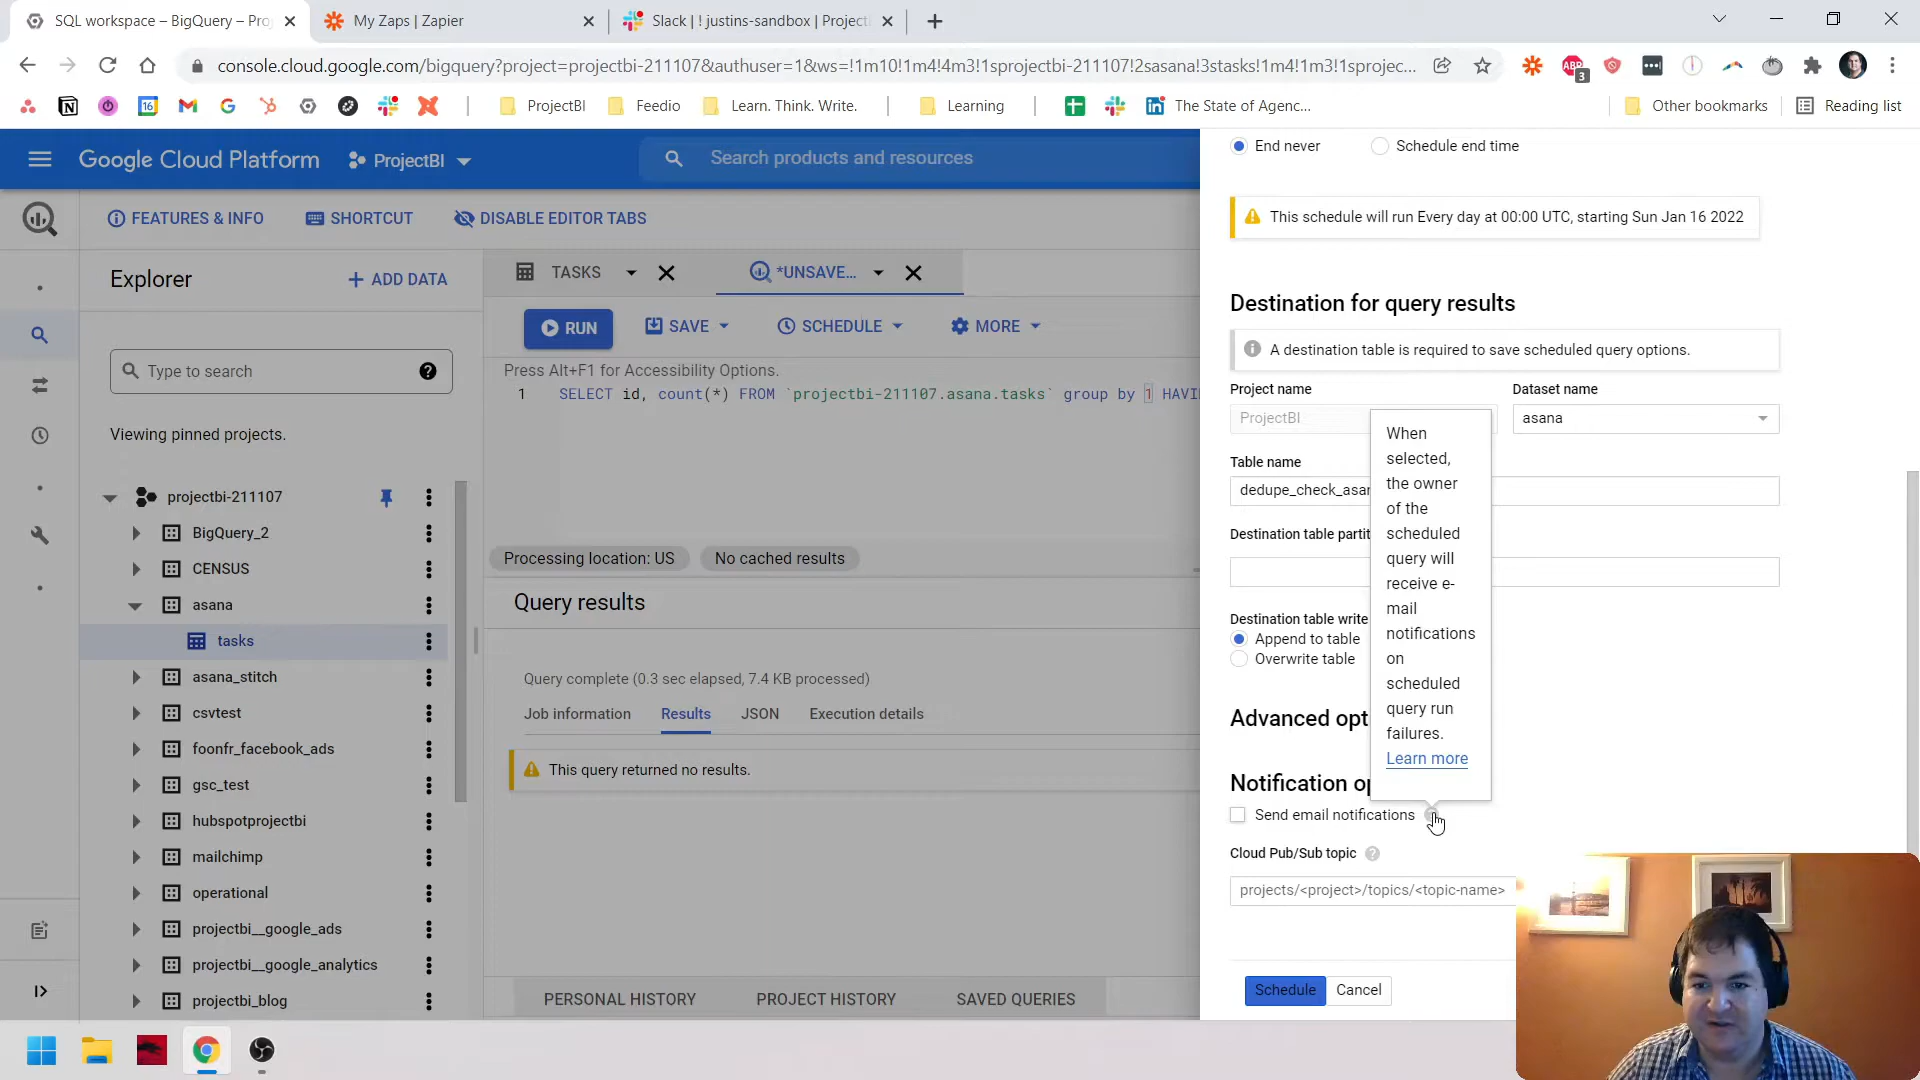 SQL workspace – BigQuery – Pro
My Zaps | Zapier
Slack | ! justins-sandbox | Project
console.cloud.google.com/bigquery?project=projectbi-211107&authuser=1&ws=!1m10!1m4!4m3!1sprojectbi-211107!2sasana!3stasks!1m4!1m3!1sprojec...
ABP
3
16
ProjectBI
Feedio
Learn. Think. Write.
Learning
The State of Agenc...
Other bookmarks
Reading list
Google Cloud Platform
ProjectBI
Search products and resources
End never
Schedule end time
FEATURES & INFO
SHORTCUT
DISABLE EDITOR TABS
This schedule will run Every day at 00:00 UTC, starting Sun Jan 16 2022
Explorer
ADD DATA
TASKS
*UNSAVE...
Destination for query results
RUN
SAVE
SCHEDULE
MORE
A destination table is required to save scheduled query options.
Type to search
Press Alt+F1 for Accessibility Options.
1 SELECT id, count(*) FROM `projectbi-211107.asana.tasks` group by 1 HAVI
Project name
Dataset name
ProjectBI
asana
Viewing pinned projects.
When
selected,
the owner
of the
scheduled
query will
receive e-
mail
notifications
on
scheduled
query run
failures.
Learn more
Table name
dedupe_check_asa
Destination table partit
Destination table write
Append to table
Overwrite table
Advanced opt
Notification o
Send email notifications
Cloud Pub/Sub topic
projects/<project>/topics/<topic-name>
Schedule
Cancel
projectbi-211107
BigQuery_2
CENSUS
asana
tasks
asana_stitch
csvtest
foonfr_facebook_ads
gsc_test
hubspotprojectbi
mailchimp
operational
projectbi__google_ads
projectbi__google_analytics
projectbi_blog
Processing location: US
No cached results
Query results
Query complete (0.3 sec elapsed, 7.4 KB processed)
Job information
Results
JSON
Execution details
This query returned no results.
PERSONAL HISTORY
PROJECT HISTORY
SAVED QUERIES